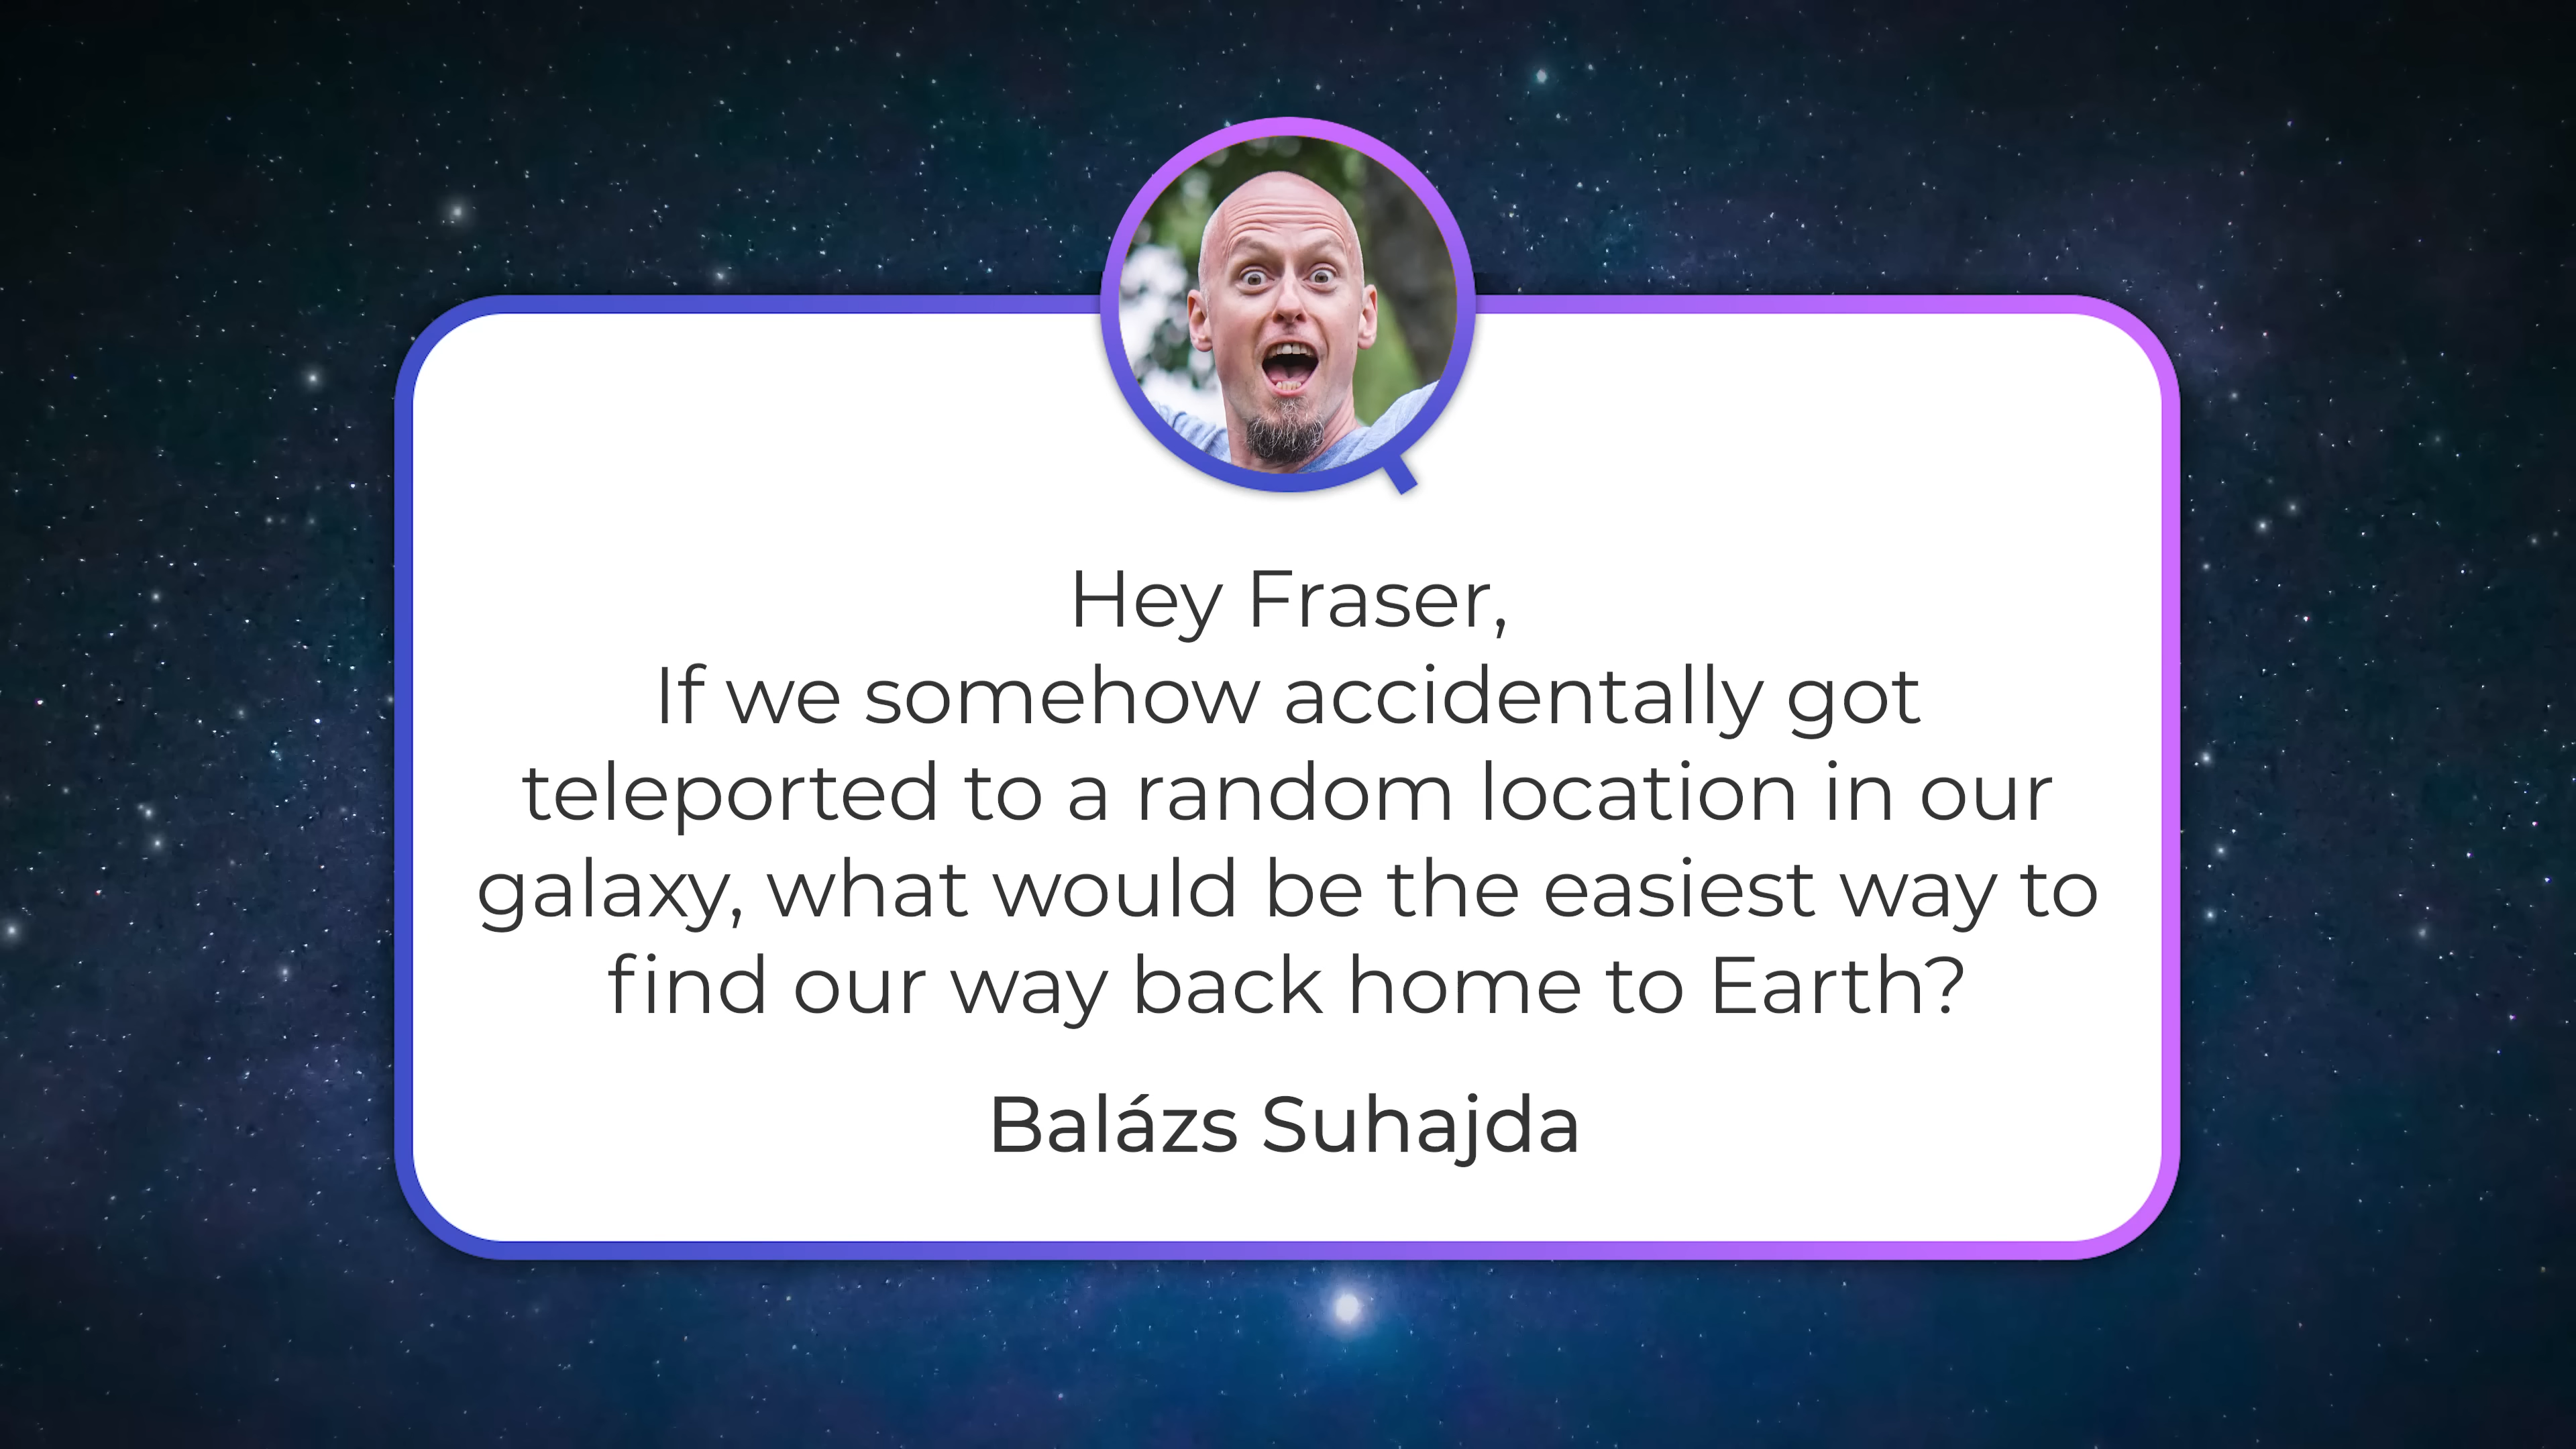 Hey Fraser,
If we somehow accidentally got
teleported to a random location in our
galaxy, what would be the easiest way to
find our way back home to Earth?
Balázs Suhajda